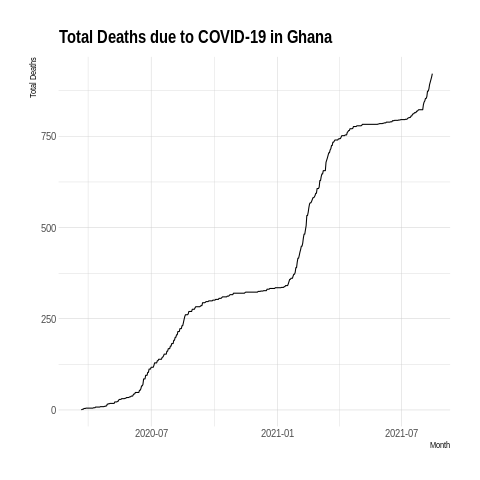 Total Deaths due to COVID-19 in Ghana
Total Deaths
750
500
250
0
2020-07 2021-01 2021-07
Month